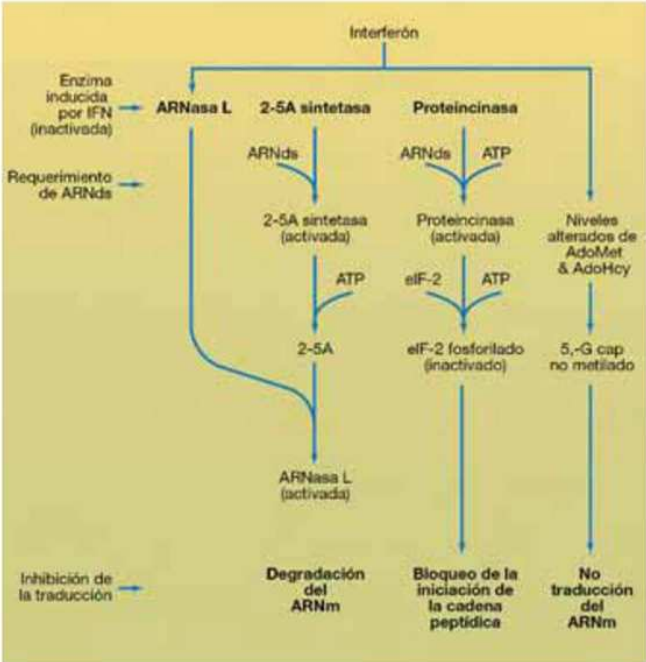 Interferón
Enzima
inducida
por IFN
(inactivada)
ARNasa L
2-5A sintetasa
Proteincinasa
Requerimiento
de ARNds
ARNds
ARNds
ATP
2-5A sintetasa
(activada)
Proteincinasa
(activada)
Niveles
alterados de
AdoMet
& AdoHcy
ATP
eIF-2
ATP
2-5A
eIF-2 fosforilado
(inactivado)
5,-G cap
no metilado
ARNasa L
(activada)
Inhibición de
la traducción
Degradación
del
ARNm
Bloqueo de la
iniciación de
la cadena
peptídica
No
traducción
del
ARNm